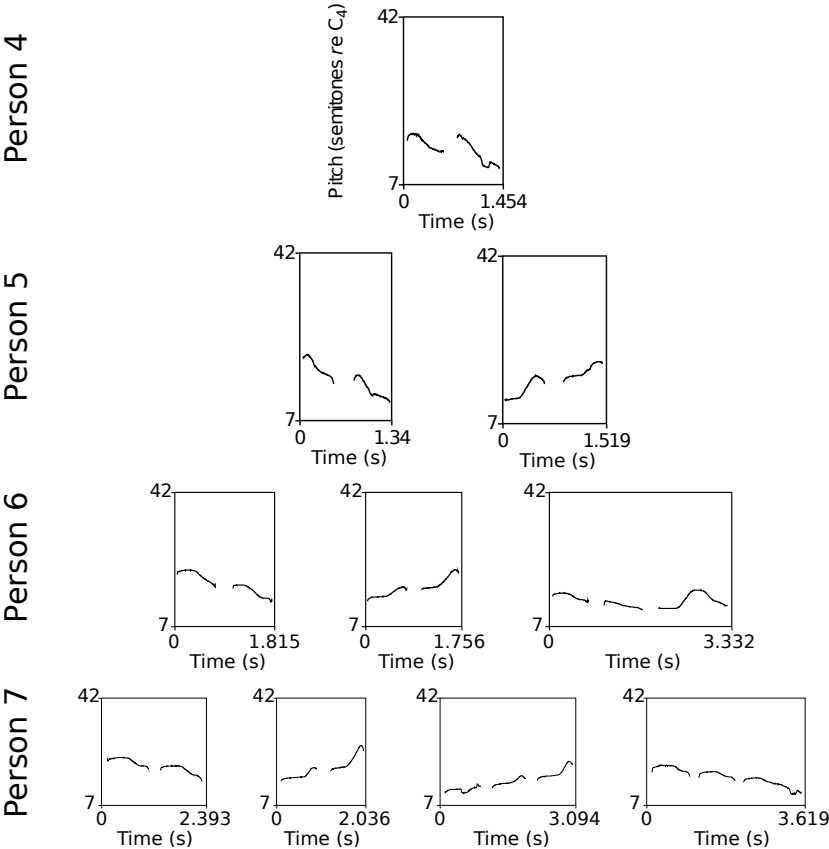 Person 4
Pitch (semitones re C4)
42
7
0 1.454
Time (s)
Person 5
42 42
7 7
0 1.34 0 1.519
Time (s) Time (s)
Person 6
42 42 42
7 7 7
0 1.815 0 1.756 0 3.332
Time (s) Time (s) Time (s)
Person 7
42 42 42 42
7 7 7 7
0 2.393 0 2.036 0 3.094 0 3.619
Time (s) Time (s) Time (s) Time (s)